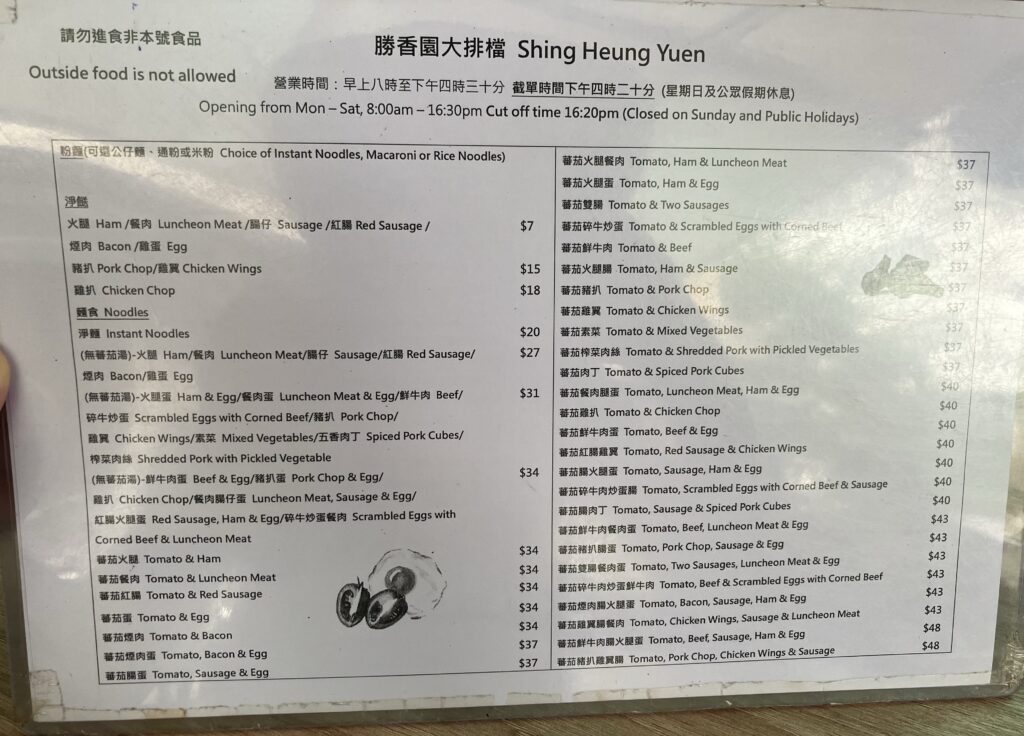 請勿進食非本號食品
Outside food is not allowed
勝香園大排檔 Shing Heung Yuen
營業時間：早上八時至下午四時三十分 截單時間下午四時二十分 (星期日及公眾假期休息)
Opening from Mon – Sat, 8:00am – 16:30pm Cut off time 16:20pm (Closed on Sunday and Public Holidays)
粉麵(可選公仔麵、通粉或米粉 Choice of Instant Noodles, Macaroni or Rice Noodles)
淨餸
火腿 Ham /餐肉 Luncheon Meat /腸仔 Sausage /紅腸 Red Sausage / $7
煙肉 Bacon /雞蛋 Egg
豬扒 Pork Chop/雞翼 Chicken Wings $15
雞扒 Chicken Chop $18
麵食 Noodles
淨麵 Instant Noodles $20
(無蕃茄湯)-火腿 Ham/餐肉 Luncheon Meat/腸仔 Sausage/紅腸 Red Sausage/ $27
煙肉 Bacon/雞蛋 Egg
(無蕃茄湯)-火腿蛋 Ham & Egg/餐肉蛋 Luncheon Meat & Egg/鮮牛肉 Beef/ $31
碎牛炒蛋 Scrambled Eggs with Corned Beef/豬扒 Pork Chop/
雞翼 Chicken Wings/素菜 Mixed Vegetables/五香肉丁 Spiced Pork Cubes/
榨菜肉絲 Shredded Pork with Pickled Vegetable
(無蕃茄湯)-鮮牛肉蛋 Beef & Egg/豬扒蛋 Pork Chop & Egg/ $34
雞扒 Chicken Chop/餐肉腸仔蛋 Luncheon Meat, Sausage & Egg/
紅腸火腿蛋 Red Sausage, Ham & Egg/碎牛炒蛋餐肉 Scrambled Eggs with
Corned Beef & Luncheon Meat
蕃茄火腿 Tomato & Ham $34
蕃茄餐肉 Tomato & Luncheon Meat $34
蕃茄紅腸 Tomato & Red Sausage $34
蕃茄蛋 Tomato & Egg $34
蕃茄煙肉 Tomato & Bacon $34
蕃茄煙肉蛋 Tomato, Bacon & Egg $37
蕃茄腸蛋 Tomato, Sausage & Egg $37
蕃茄火腿餐肉 Tomato, Ham & Luncheon Meat $37
蕃茄火腿蛋 Tomato, Ham & Egg $37
蕃茄雙腸 Tomato & Two Sausages $37
蕃茄碎牛炒蛋 Tomato & Scrambled Eggs with Corned Beef $37
蕃茄鮮牛肉 Tomato & Beef $37
蕃茄火腿腸 Tomato, Ham & Sausage $37
蕃茄豬扒 Tomato & Pork Chop $37
蕃茄雞翼 Tomato & Chicken Wings $37
蕃茄素菜 Tomato & Mixed Vegetables $37
蕃茄榨菜肉絲 Tomato & Shredded Pork with Pickled Vegetables $37
蕃茄肉丁 Tomato & Spiced Pork Cubes $37
蕃茄餐肉腿蛋 Tomato, Luncheon Meat, Ham & Egg $40
蕃茄雞扒 Tomato & Chicken Chop $40
蕃茄鮮牛肉蛋 Tomato, Beef & Egg $40
蕃茄紅腸雞翼 Tomato, Red Sausage & Chicken Wings $40
蕃茄腸火腿蛋 Tomato, Sausage, Ham & Egg $40
蕃茄碎牛肉炒蛋腸 Tomato, Scrambled Eggs with Corned Beef & Sausage $40
蕃茄腸肉丁 Tomato, Sausage & Spiced Pork Cubes $40
蕃茄鮮牛肉餐肉蛋 Tomato, Beef, Luncheon Meat & Egg $43
蕃茄豬扒腸蛋 Tomato, Pork Chop, Sausage & Egg $43
蕃茄雙腸餐肉蛋 Tomato, Two Sausages, Luncheon Meat & Egg $43
蕃茄碎牛肉炒蛋鮮牛肉 Tomato, Beef & Scrambled Eggs with Corned Beef $43
蕃茄煙肉腸火腿蛋 Tomato, Bacon, Sausage, Ham & Egg $43
蕃茄雞翼腸餐肉 Tomato, Chicken Wings, Sausage & Luncheon Meat $43
蕃茄鮮牛肉腸火腿蛋 Tomato, Beef, Sausage, Ham & Egg $48
蕃茄豬扒雞翼腸 Tomato, Pork Chop, Chicken Wings & Sausage $48